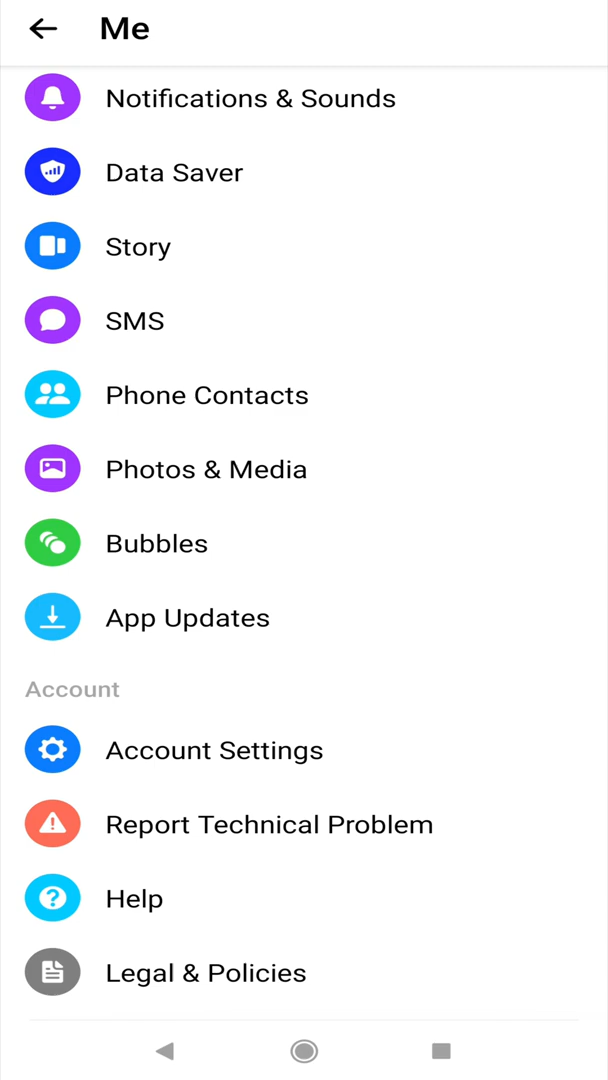 Me
Notifications & Sounds
Data Saver
Story
SMS
Phone Contacts
Photos & Media
Bubbles
App Updates
Account
Account Settings
Report Technical Problem
Help
Legal & Policies